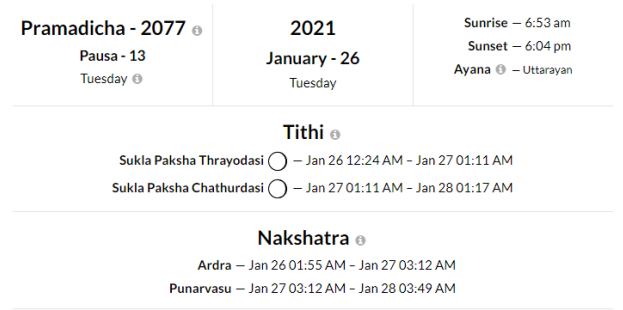 Pramadicha - 2077
Pausa - 13
Tuesday
2021
January - 26
Tuesday
Sunrise — 6:53 am
Sunset — 6:04 pm
Ayana — Uttarayan
Tithi
Sukla Paksha Thrayodasi — Jan 26 12:24 AM – Jan 27 01:11 AM
Sukla Paksha Chathurdasi — Jan 27 01:11 AM – Jan 28 01:17 AM
Nakshatra
Ardra — Jan 26 01:55 AM – Jan 27 03:12 AM
Punarvasu — Jan 27 03:12 AM – Jan 28 03:49 AM